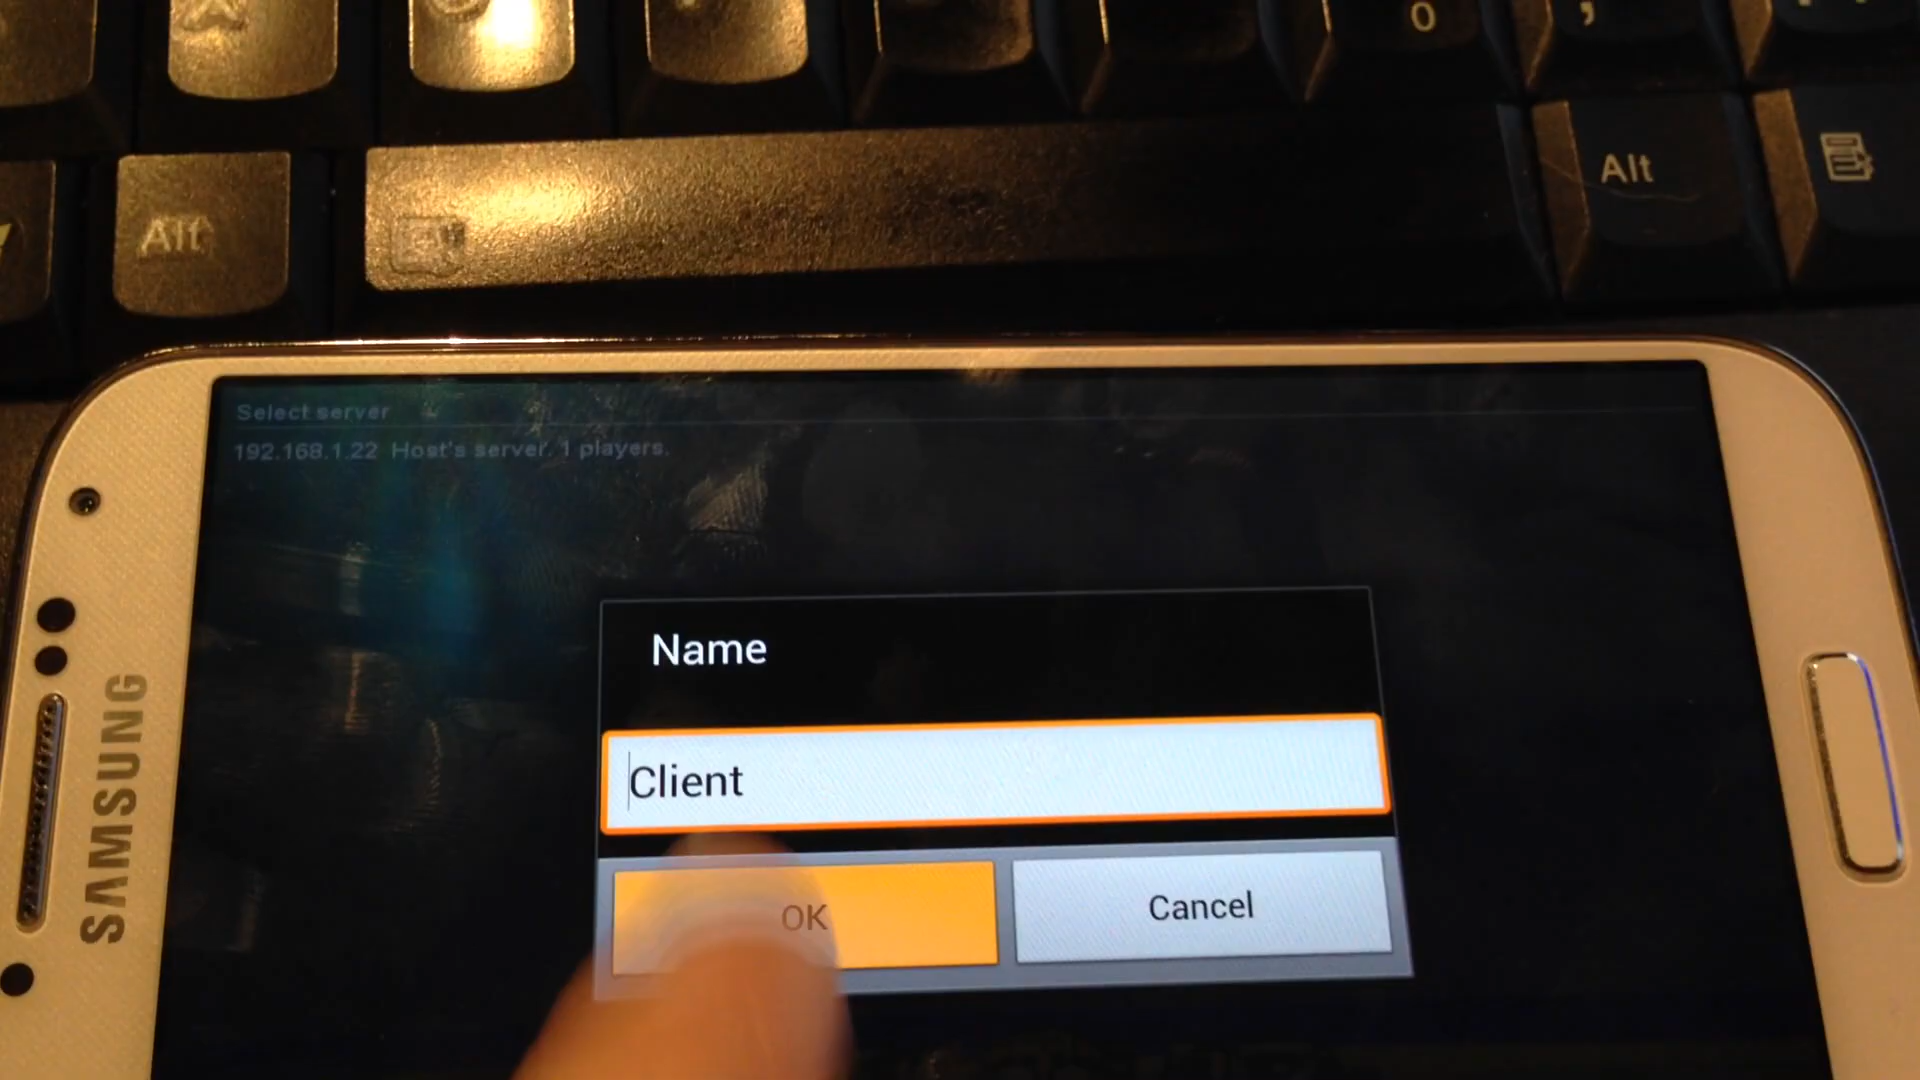 0
,
Alt
Alt
Select server
192.168.1.22 Host's server. 1 players.
Name
Client
OK
Cancel
SAMSUNG